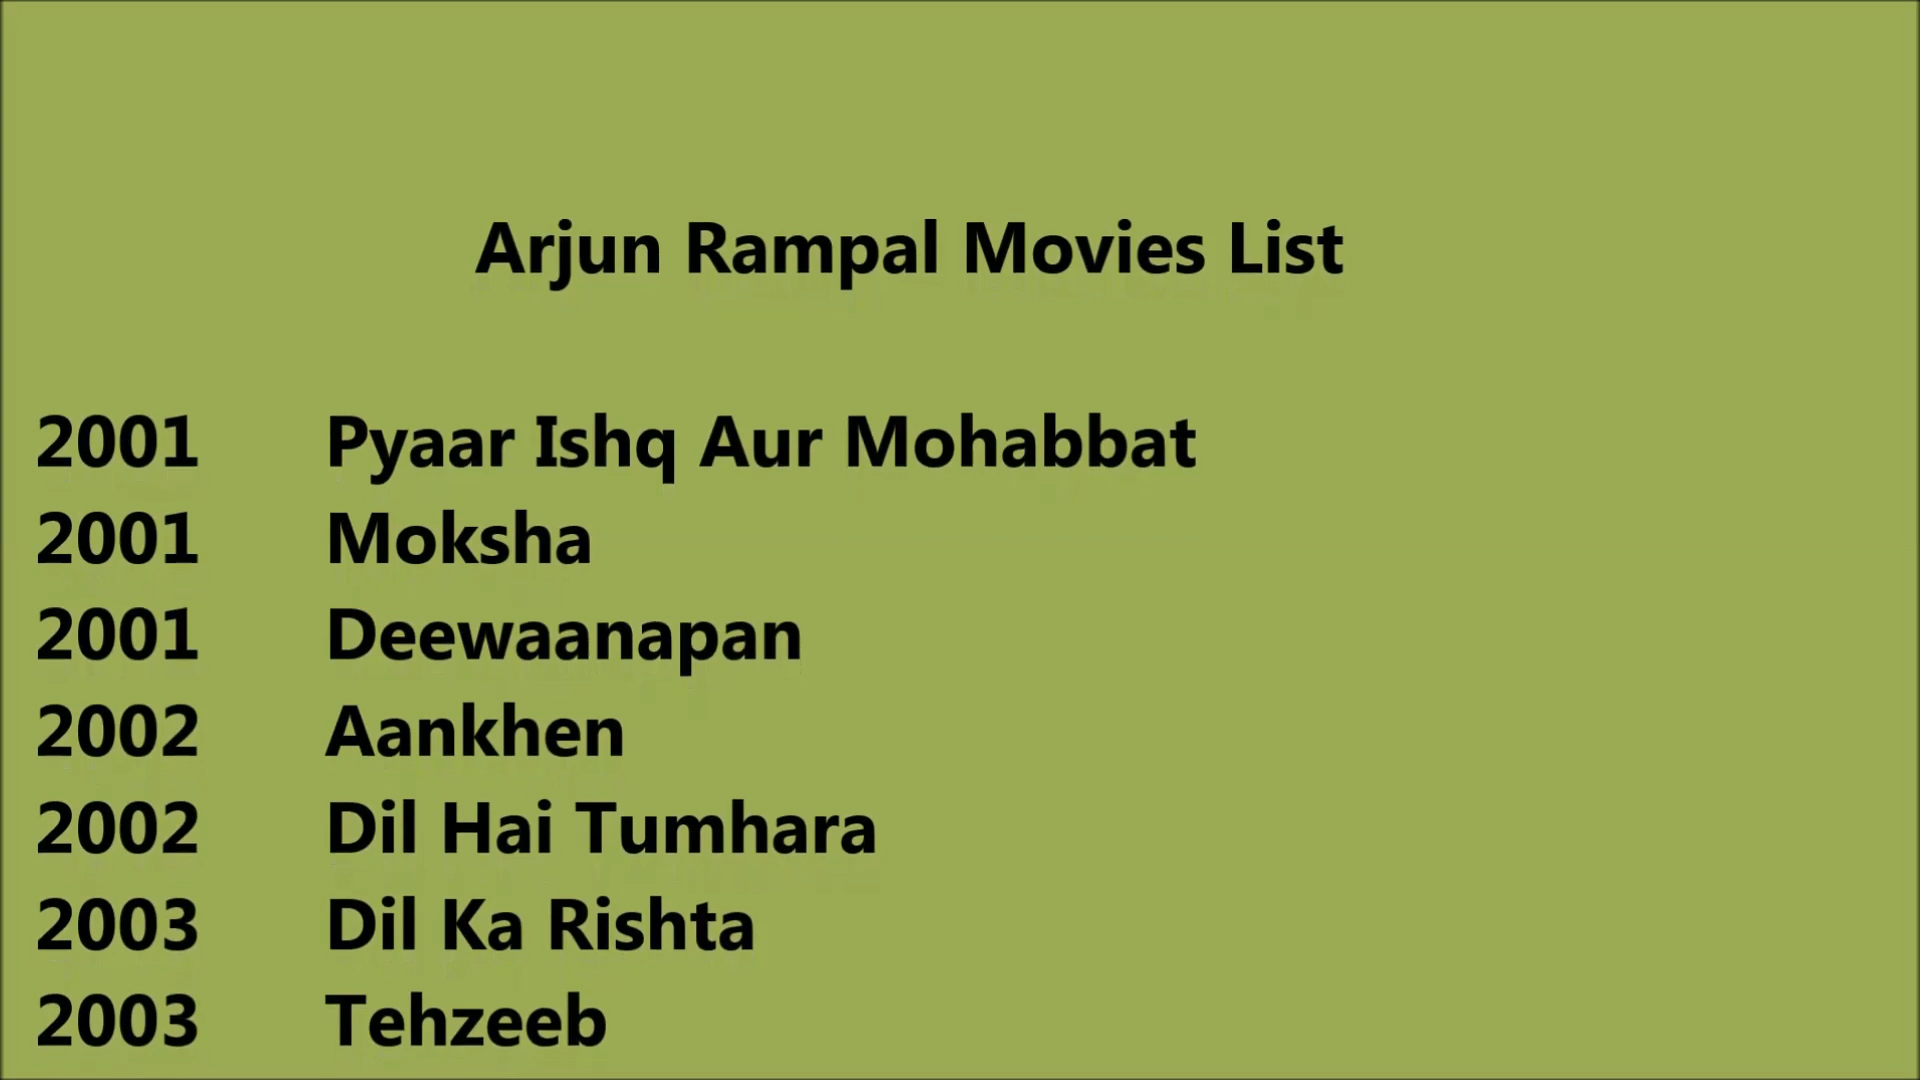 Arjun Rampal Movies List
2001 Pyaar Ishq Aur Mohabbat
2001 Moksha
2001 Deewaanapan
2002 Aankhen
2002 Dil Hai Tumhara
2003 Dil Ka Rishta
2003 Tehzeeb